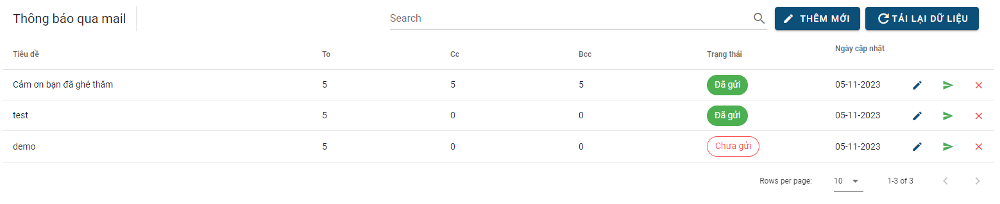 Thông báo qua mail
Search
THÊM MỚI
TẢI LẠI DỮ LIỆU
Tiêu đề To Cc Bcc Trạng thái Ngày cập nhật
Cảm ơn bạn đã ghé thăm 5 5 5 Đã gửi 05-11-2023
test 5 0 0 Đã gửi 05-11-2023
demo 5 0 0 Chưa gửi 05-11-2023
Rows per page: 10 1-3 of 3